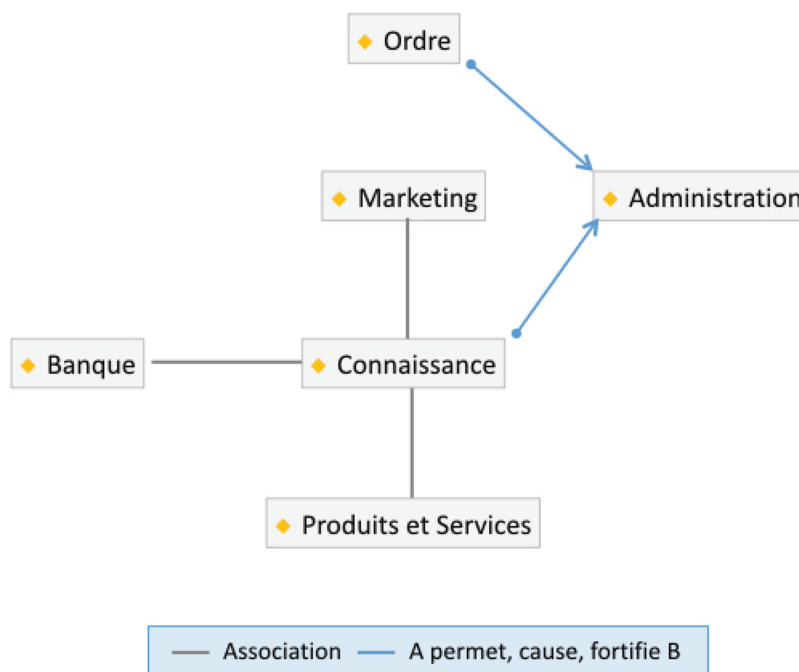 Ordre
Marketing
Administration
Banque
Connaissance
Produits et Services
Association
A permet, cause, fortifie B